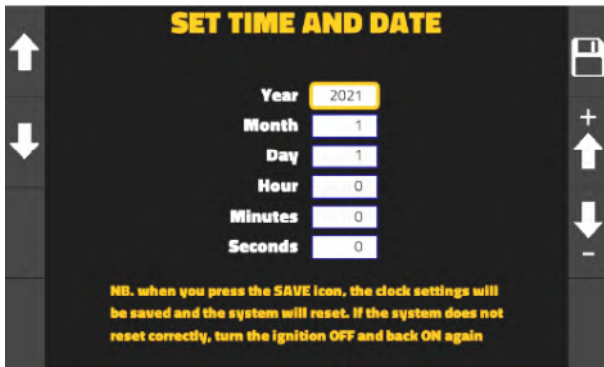 SET TIME AND DATE
Year 2021
Month 1
Day 1
Hour 0
Minutes 0
Seconds 0
+
-
NB. when you press the SAVE icon, the clock settings will
be saved and the system will reset. If the system does not
reset correctly, turn the ignition OFF and back ON again